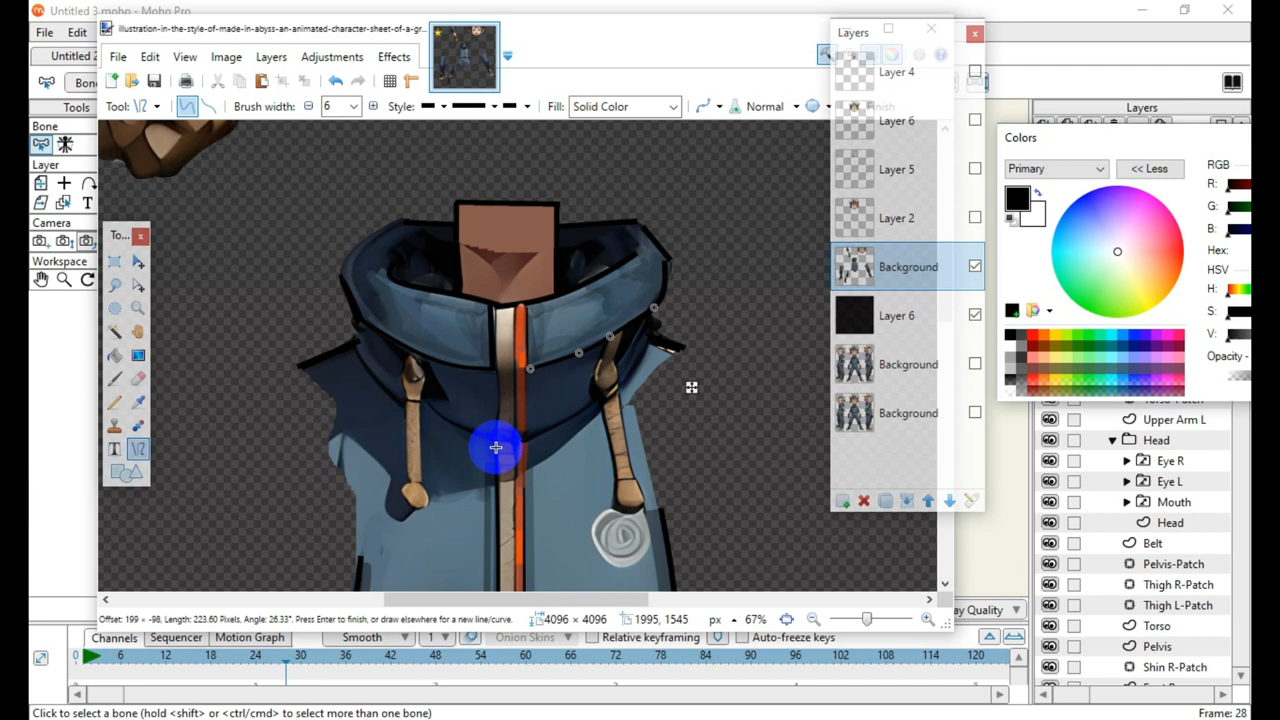 Untitled 3.moho - Moho Pro
File Edit
illustration-in-the-style-of-made-in-abyss-an-animated-character-sheet-of-a-gr...
Untitled 2
File Edit View Image Layers Adjustments Effects
Bone
Tools
Tool: Brush width: 6 Style: Fill: Solid Color Normal Finish
Bone
Layer
Camera
Workspace
To...
Layers
Layer 4
Layer 6
Layer 5
Layer 2
Background
Layer 6
Background
Background
Layers
Colors
Primary << Less RGB
R:
G:
B:
Hex:
HSV
H:
S:
V:
Opacity -
Upper Arm L
Head
Eye R
Eye L
Mouth
Head
Belt
Pelvis-Patch
Thigh R-Patch
Thigh L-Patch
Torso
Pelvis
Shin R-Patch
Offset: 199 × -98, Length: 223.60 Pixels, Angle: 26.33°. Press Enter to finish, or draw elsewhere for a new line/curve. 4096 × 4096 1995, 1545 px 67%
Channels Sequencer Motion Graph Smooth 1 Onion Skins Relative keyframing Auto-freeze keys
0 6 12 18 24 30 36 42 48 54 60 66 72 78 84 90 96 102 108 114 120
Click to select a bone (hold <shift> or <ctrl/cmd> to select more than one bone) Frame: 28